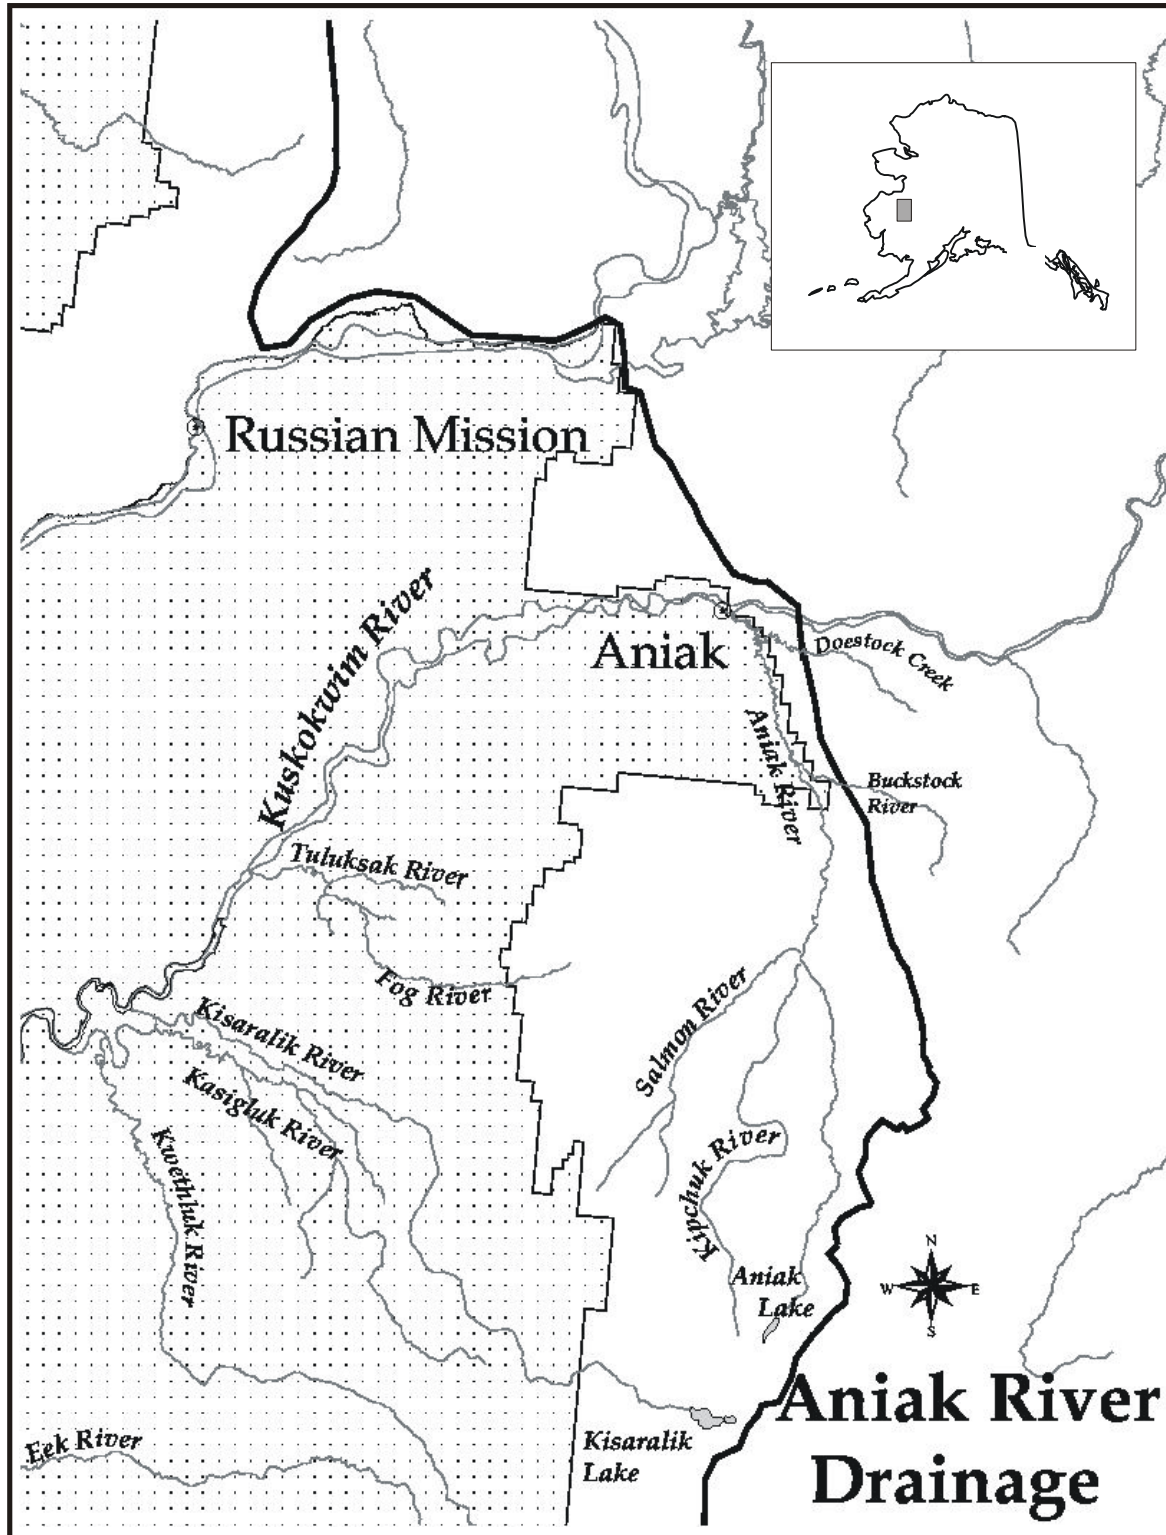 Russian Mission
Kuskokwim River
Aniak
Doestock Creek
Aniak River
Buckstock
River
Tuluksak River
Fog River
Salmon River
Kisaralik River
Kasigluk River
Kwethluk River
Kipchuk River
Aniak
Lake
N
W
E
S
Aniak River
Drainage
Kisaralik
Lake
Eek River